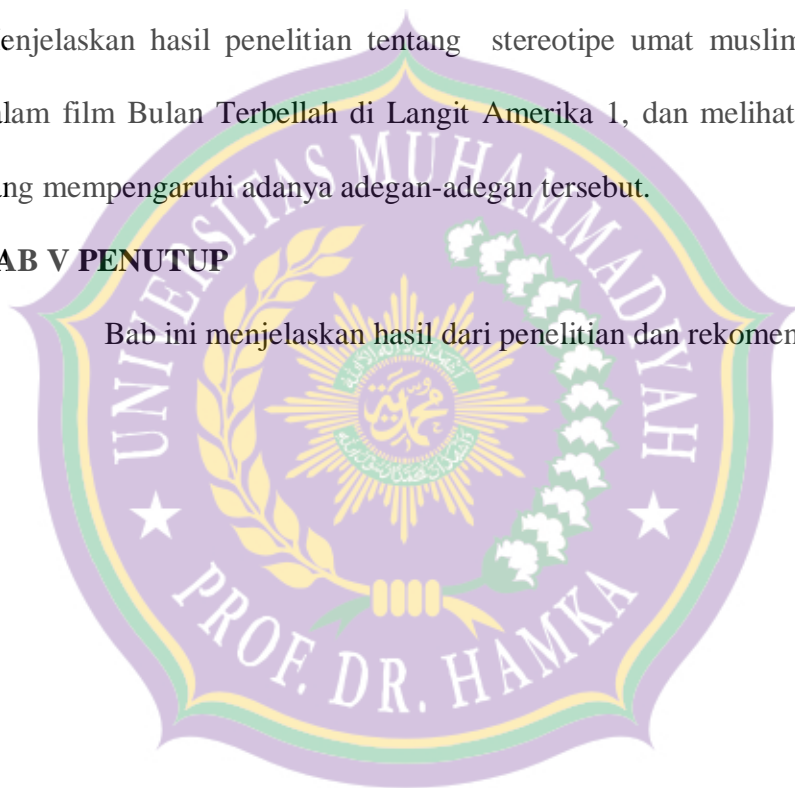 enjelaskan hasil penelitian tentang stereotipe umat muslim
alam film Bulan Terbellah di Langit Amerika 1, dan melihat
ang mempengaruhi adanya adegan-adegan tersebut.
AB V PENUTUP
Bab ini menjelaskan hasil dari penelitian dan rekomen
UNIVERSITAS MUHAMMADIYAH
PROF. DR. HAMKA